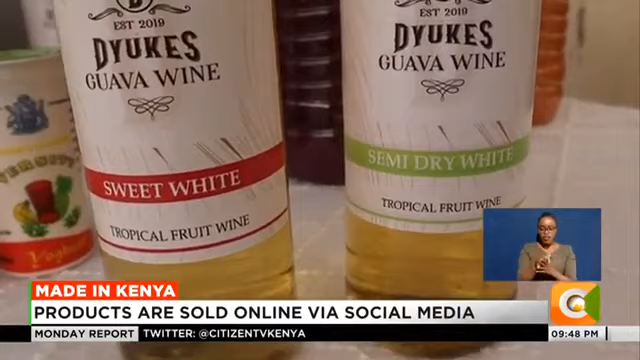 EST 2019
DYUKES
GUAVA WINE
SWEET WHITE
TROPICAL FRUIT WINE
EST 2019
DYUKES
GUAVA WINE
SEMI DRY WHITE
TROPICAL FRUIT WINE
MADE IN KENYA
PRODUCTS ARE SOLD ONLINE VIA SOCIAL MEDIA
MONDAY REPORT
TWITTER: @CITIZENTVKENYA
09:48 PM